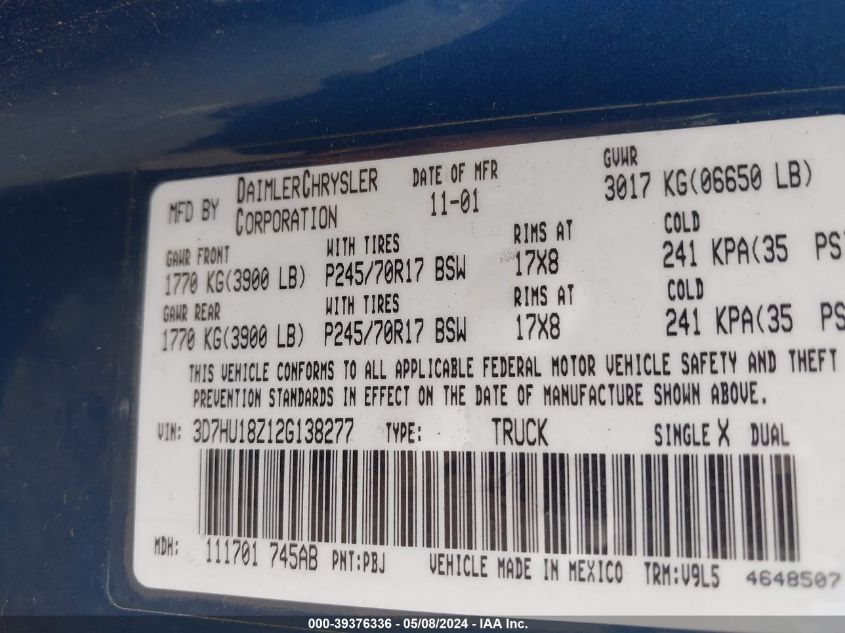 MFD BY DAIMLERCHRYSLER CORPORATION DATE OF MFR 11-01 GVWR 3017 KG(06650 LB)
GAWR FRONT WITH TIRES RIMS AT COLD
1770 KG(3900 LB) P245/70R17 BSW 17X8 241 KPA(35 PS
GAWR REAR WITH TIRES RIMS AT COLD
1770 KG(3900 LB) P245/70R17 BSW 17X8 241 KPA(35 PS
THIS VEHICLE CONFORMS TO ALL APPLICABLE FEDERAL MOTOR VEHICLE SAFETY AND THEFT
PREVENTION STANDARDS IN EFFECT ON THE DATE OF MANUFACTURE SHOWN ABOVE.
VIN: 3D7HU18Z12G138277 TYPE: TRUCK SINGLE X DUAL
MDH: 111701 745AB PNT:PBJ VEHICLE MADE IN MEXICO TRM:V9L5 4648507
000-39376336 - 05/08/2024 - IAA Inc.